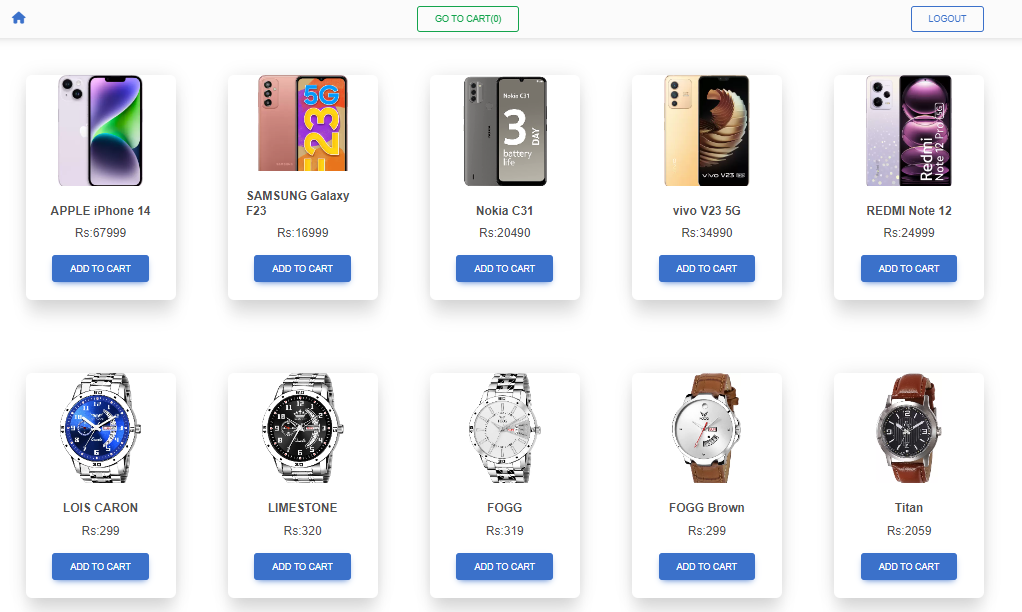 GO TO CART(0)
LOGOUT
5G
F23
Nokia C31
3
DAY
battery
life
vivo V23 5G
Redmi
Note 12 Pro 5G
APPLE iPhone 14
SAMSUNG Galaxy
F23
Nokia C31
vivo V23 5G
REDMI Note 12
Rs:67999
Rs:16999
Rs:20490
Rs:34990
Rs:24999
ADD TO CART
ADD TO CART
ADD TO CART
ADD TO CART
ADD TO CART
FOGG
FOGG
LOIS CARON
LIMESTONE
FOGG
FOGG Brown
Titan
Rs:299
Rs:320
Rs:319
Rs:299
Rs:2059
ADD TO CART
ADD TO CART
ADD TO CART
ADD TO CART
ADD TO CART